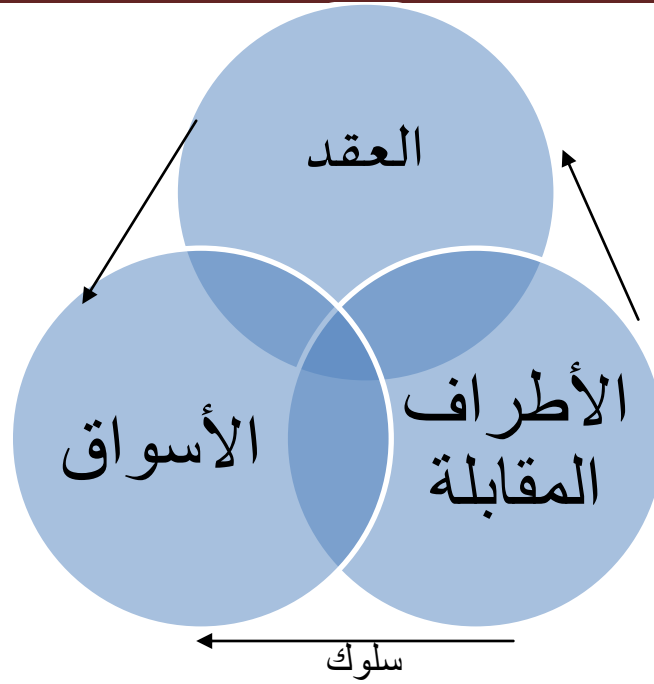 العقد
الأطراف
المقابلة
الأسواق
سلوك